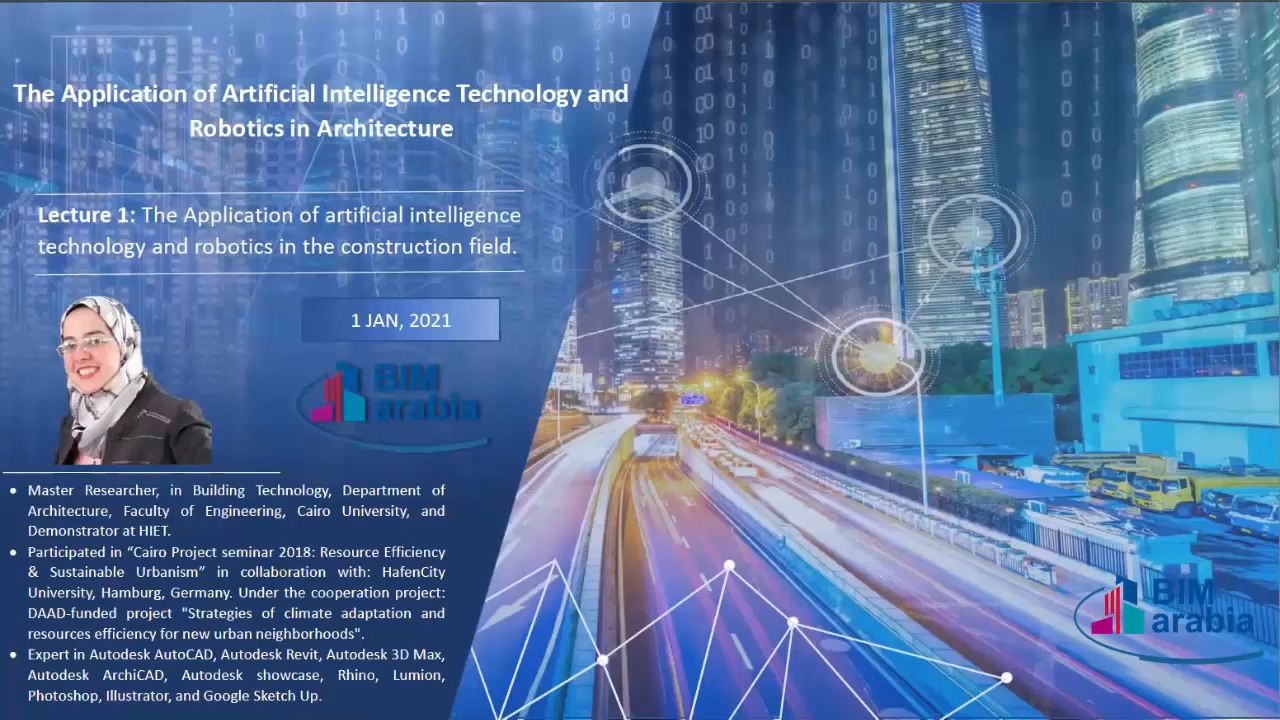 The Application of Artificial Intelligence Technology and
Robotics in Architecture
Lecture 1: The Application of artificial intelligence
technology and robotics in the construction field.
1 JAN, 2021
BIM
arabia
• Master Researcher, in Building Technology, Department of
Architecture, Faculty of Engineering, Cairo University, and
Demonstrator at HIET.
• Participated in “Cairo Project seminar 2018: Resource Efficiency
& Sustainable Urbanism” in collaboration with: HafenCity
University, Hamburg, Germany. Under the cooperation project:
DAAD-funded project "Strategies of climate adaptation and
resources efficiency for new urban neighborhoods".
• Expert in Autodesk AutoCAD, Autodesk Revit, Autodesk 3D Max,
Autodesk ArchiCAD, Autodesk showcase, Rhino, Lumion,
Photoshop, Illustrator, and Google Sketch Up.
BIM
arabia